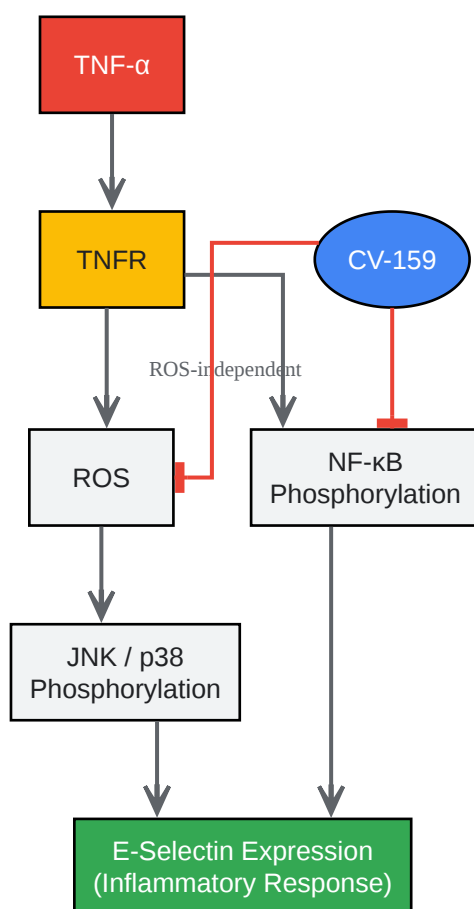 TNF-α
TNFR
CV-159
ROS-independent
ROS
NF-κB
Phosphorylation
JNK / p38
Phosphorylation
E-Selectin Expression
(Inflammatory Response)